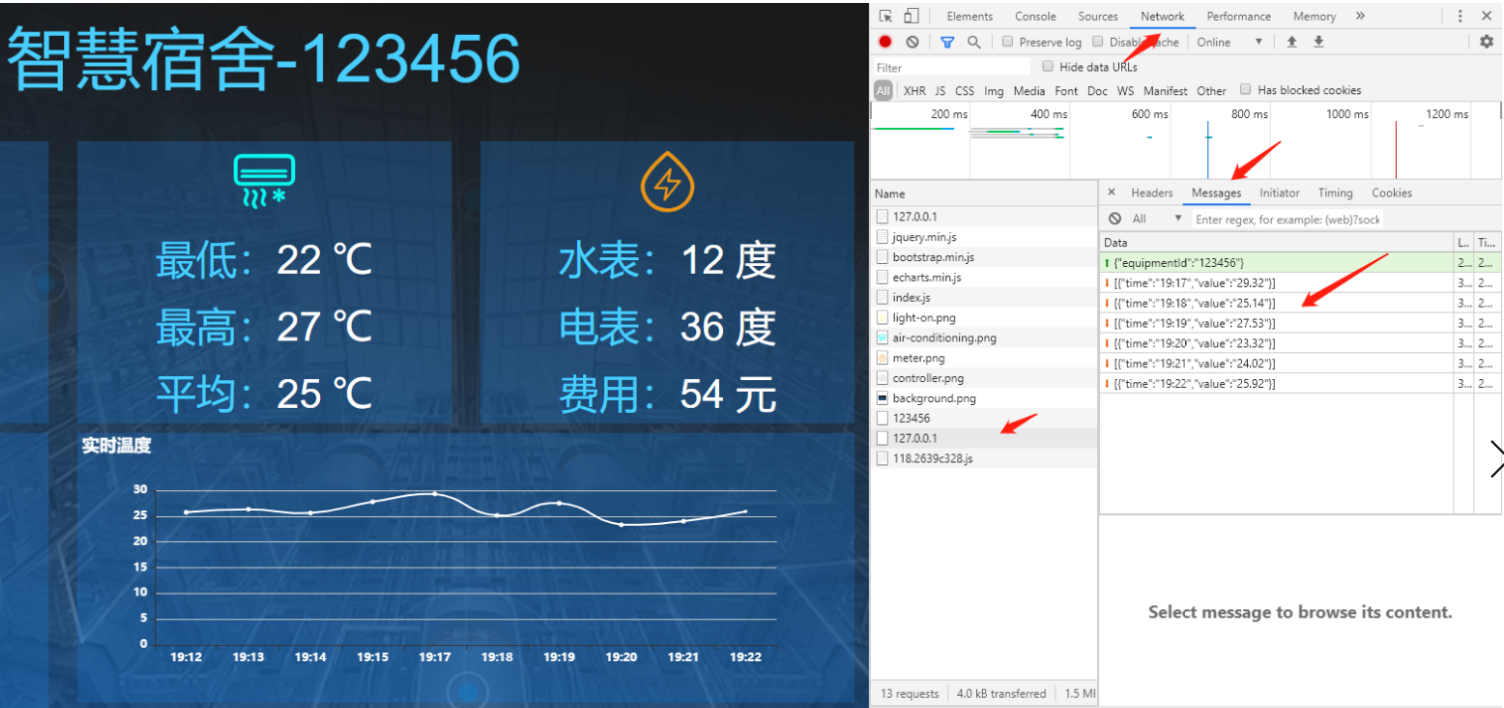 智慧宿舍-123456
最低：22 ℃
最高：27 ℃
平均：25 ℃
水表：12 度
电表：36 度
费用：54 元
实时温度
30
25
20
15
10
5
0
19:12 19:13 19:14 19:15 19:17 19:18 19:19 19:20 19:21 19:22
Elements Console Sources Network Performance Memory
Preserve log Online
Filter Hide data URLs
All XHR JS CSS Img Media Font Doc WS Manifest Other Has blocked cookies
200 ms 400 ms 600 ms 800 ms 1000 ms 1200 ms
Name
127.0.0.1
jquery.min.js
bootstrap.min.js
echarts.min.js
index.js
light-on.png
air-conditioning.png
meter.png
controller.png
background.png
123456
127.0.0.1
118.2639c328.js
13 requests 4.0 kB transferred 1.5 MI
× Headers Messages Initiator Timing Cookies
All Enter regex, for example: (web)?sock
Data L... Ti...
{"equipmentId":"123456"} 2... 2...
[{"time":"19:17","value":"29.32"}] 3... 2...
[{"time":"19:18","value":"25.14"}] 3... 2...
[{"time":"19:19","value":"27.53"}] 3... 2...
[{"time":"19:20","value":"23.32"}] 3... 2...
[{"time":"19:21","value":"24.02"}] 3... 2...
[{"time":"19:22","value":"25.92"}] 3... 2...
Select message to browse its content.